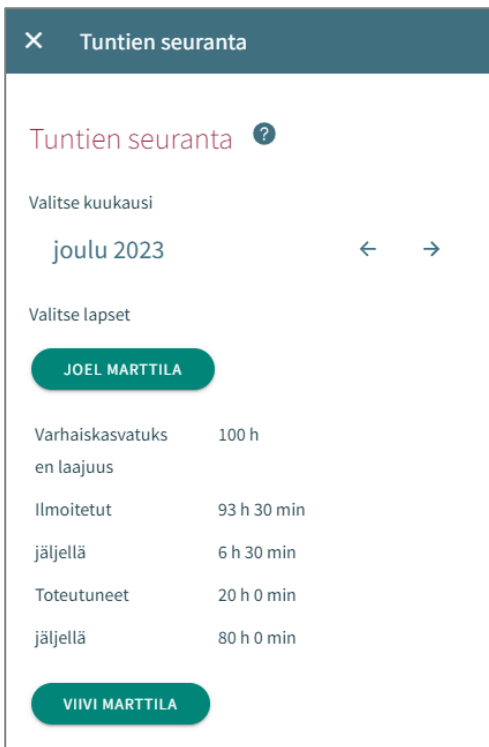 Tuntien seuranta
Tuntien seuranta ?
Valitse kuukausi
joulu 2023
Valitse lapset
JOEL MARTTILA
Varhaiskasvatuks 100 h
en laajuus
Ilmoitetut 93 h 30 min
jäljellä 6 h 30 min
Toteutuneet 20 h 0 min
jäljellä 80 h 0 min
VIIVI MARTTILA